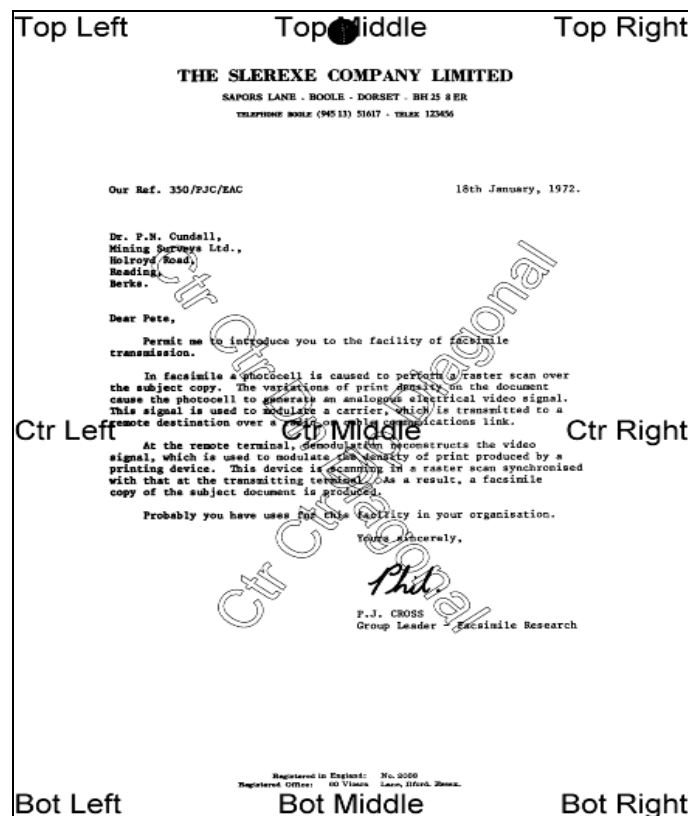 Top Left Top Middle Top Right
THE SLEREXE COMPANY LIMITED
SAPORS LANE - BOOLE - DORSET - BH 25 8 ER
TELEPHONE BOOLE (945 13) 51617 - TELEX 123456
Our Ref. 350/PJC/EAC 18th January, 1972.
Dr. P.N. Cundall,
Mining Surveys Ltd.,
Holroyd Road,
Reading,
Berks.
Dear Pete,
Permit me to introduce you to the facility of facsimile
transmission.
In facsimile a photocell is caused to perform a raster scan over
the subject copy. The variations of print density on the document
cause the photocell to generate an analogous electrical video signal.
This signal is used to modulate a carrier, which is transmitted to a
remote destination over a radio or cable communications link.
Ctr Left Ctr Middle Ctr Right
At the remote terminal, demodulation reconstructs the video
signal, which is used to modulate the density of print produced by a
printing device. This device is scanning in a raster scan synchronised
with that at the transmitting terminal. As a result, a facsimile
copy of the subject document is produced.
Probably you have uses for this facility in your organisation.
Yours sincerely,
Phil.
P.J. CROSS
Group Leader - Facsimile Research
Ctr Ctr Diagonal
Ctr Ctr Diagonal
Registered in England: No. 2038
Registered Office: 60 Vicara Lane, Ilford. Essex.
Bot Left Bot Middle Bot Right